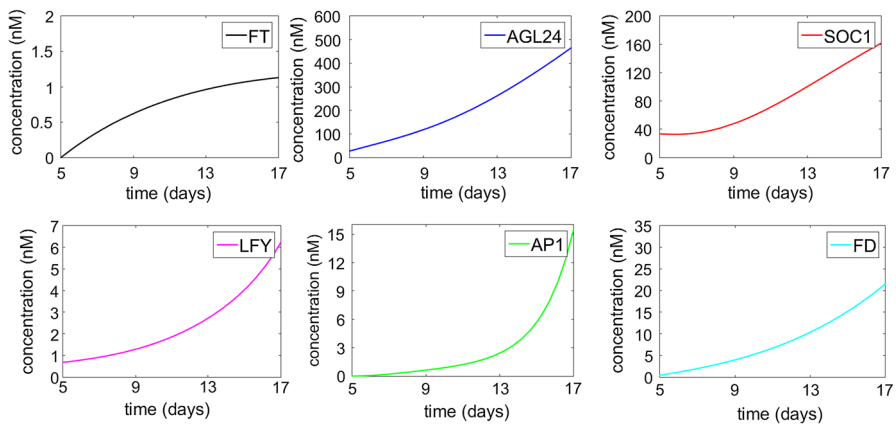 concentration (nM)
2
1.5
1
0.5
0
FT
5 9 13 17
time (days)
concentration (nM)
600
500
400
300
200
100
0
AGL24
5 9 13 17
time (days)
concentration (nM)
200
160
120
80
40
0
SOC1
5 9 13 17
time (days)
concentration (nM)
7
6
5
4
3
2
1
0
LFY
5 9 13 17
time (days)
concentration (nM)
15
12
9
6
3
0
AP1
5 9 13 17
time (days)
concentration (nM)
35
30
25
20
15
10
5
0
FD
5 9 13 17
time (days)